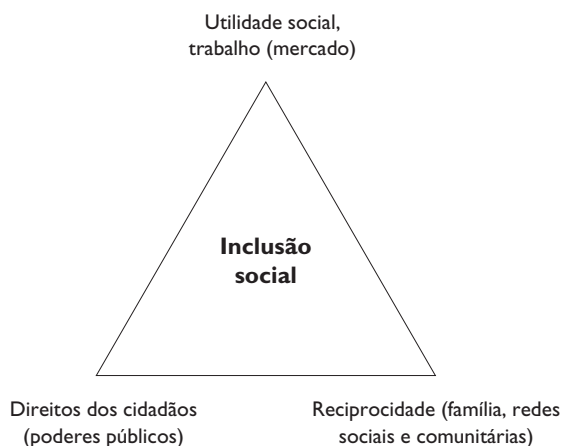 Utilidade social,
trabalho (mercado)
Inclusão
social
Direitos dos cidadãos
(poderes públicos)
Reciprocidade (família, redes
sociais e comunitárias)